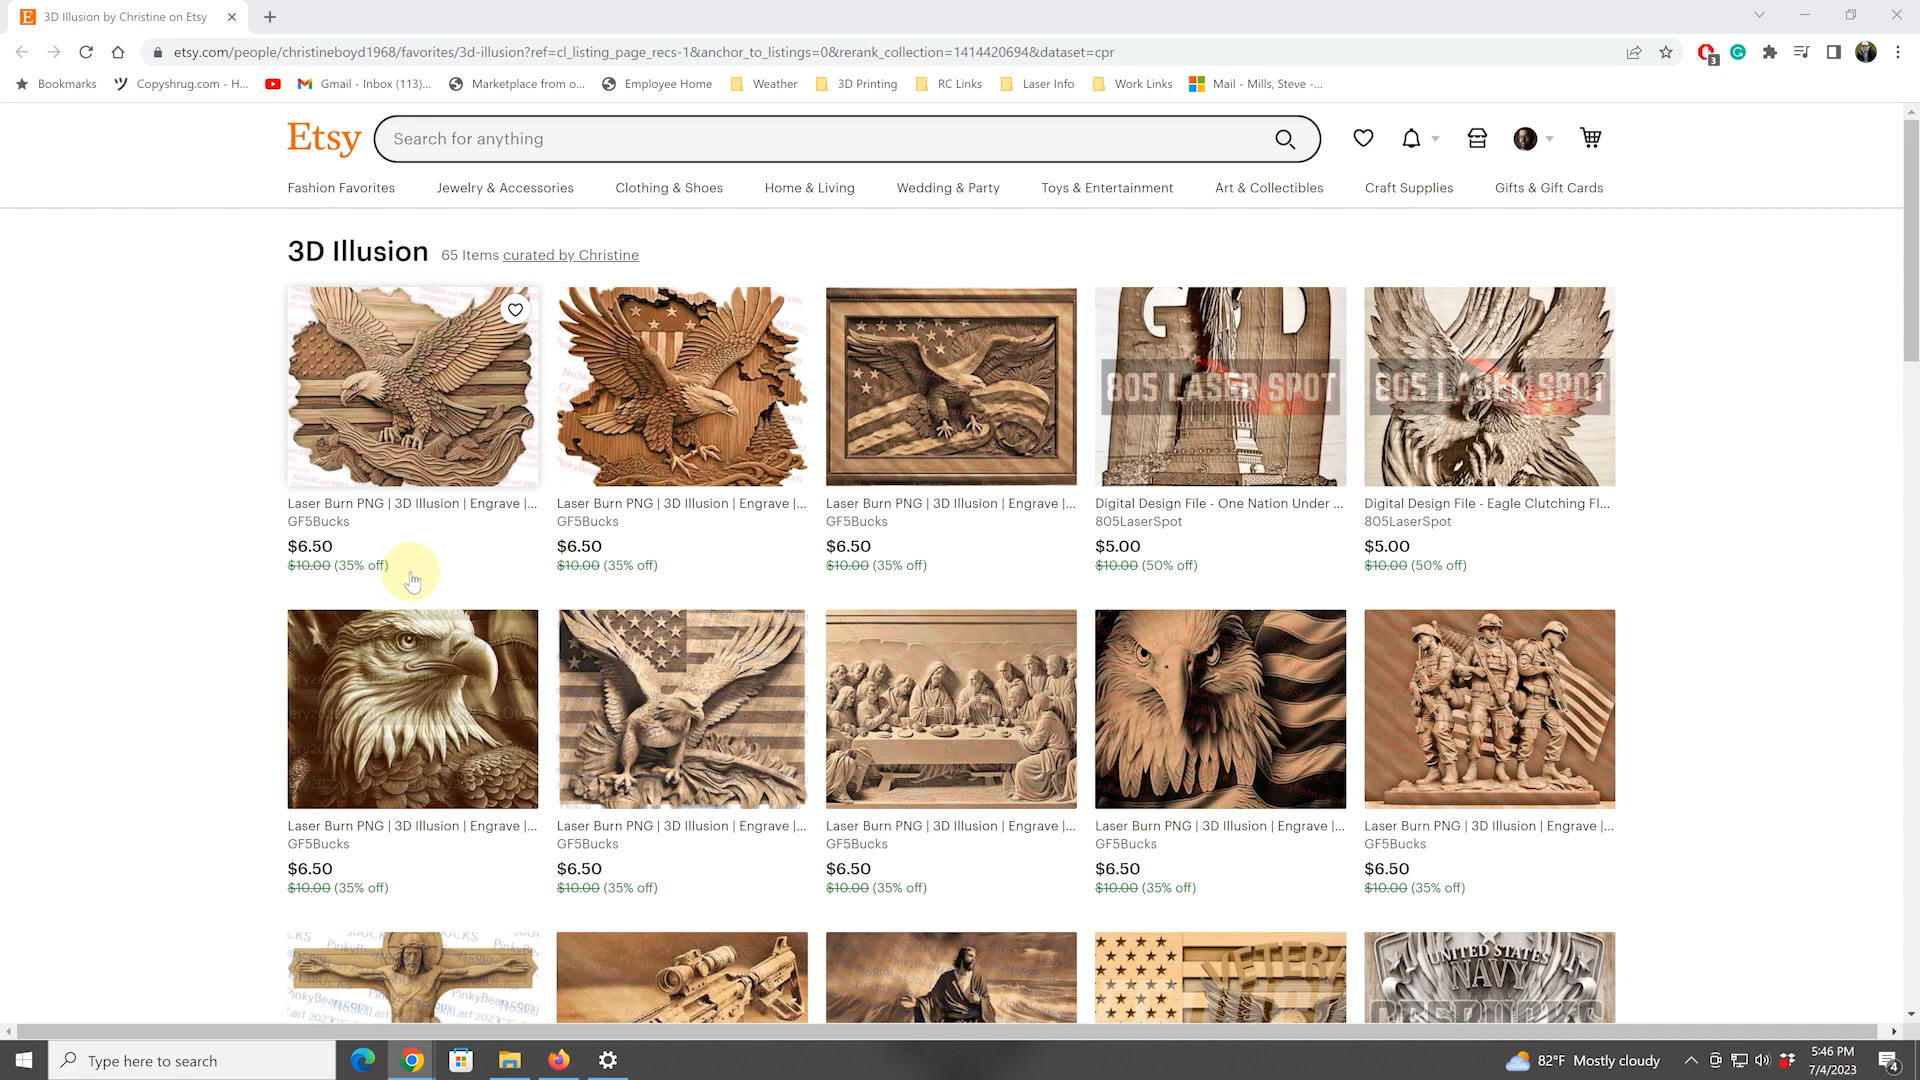 3D Illusion by Christine on Etsy
etsy.com/people/christineboyd1968/favorites/3d-illusion?ref=cl_listing_page_recs-1&anchor_to_listings=0&rerank_collection=1414420694&dataset=cpr
3
Bookmarks Copyshrug.com - H... Gmail - Inbox (113)... Marketplace from o... Employee Home Weather 3D Printing RC Links Laser Info Work Links Mail - Mills, Steve -...
Etsy Search for anything
Fashion Favorites Jewelry & Accessories Clothing & Shoes Home & Living Wedding & Party Toys & Entertainment Art & Collectibles Craft Supplies Gifts & Gift Cards
3D Illusion 65 Items curated by Christine
G D
805 LASER SPOT 805 LASER SPOT
Laser Burn PNG | 3D Illusion | Engrave |... Laser Burn PNG | 3D Illusion | Engrave |... Laser Burn PNG | 3D Illusion | Engrave |... Digital Design File - One Nation Under ... Digital Design File - Eagle Clutching Fl...
GF5Bucks GF5Bucks GF5Bucks 805LaserSpot 805LaserSpot
$6.50 $6.50 $6.50 $5.00 $5.00
$10.00 (35% off) $10.00 (35% off) $10.00 (35% off) $10.00 (50% off) $10.00 (50% off)
Laser Burn PNG | 3D Illusion | Engrave |... Laser Burn PNG | 3D Illusion | Engrave |... Laser Burn PNG | 3D Illusion | Engrave |... Laser Burn PNG | 3D Illusion | Engrave |... Laser Burn PNG | 3D Illusion | Engrave |...
GF5Bucks GF5Bucks GF5Bucks GF5Bucks GF5Bucks
$6.50 $6.50 $6.50 $6.50 $6.50
$10.00 (35% off) $10.00 (35% off) $10.00 (35% off) $10.00 (35% off) $10.00 (35% off)
PinkyBean VETERA UNITED STATES
NAVY
Type here to search 82°F Mostly cloudy 5:46 PM
7/4/2023 4